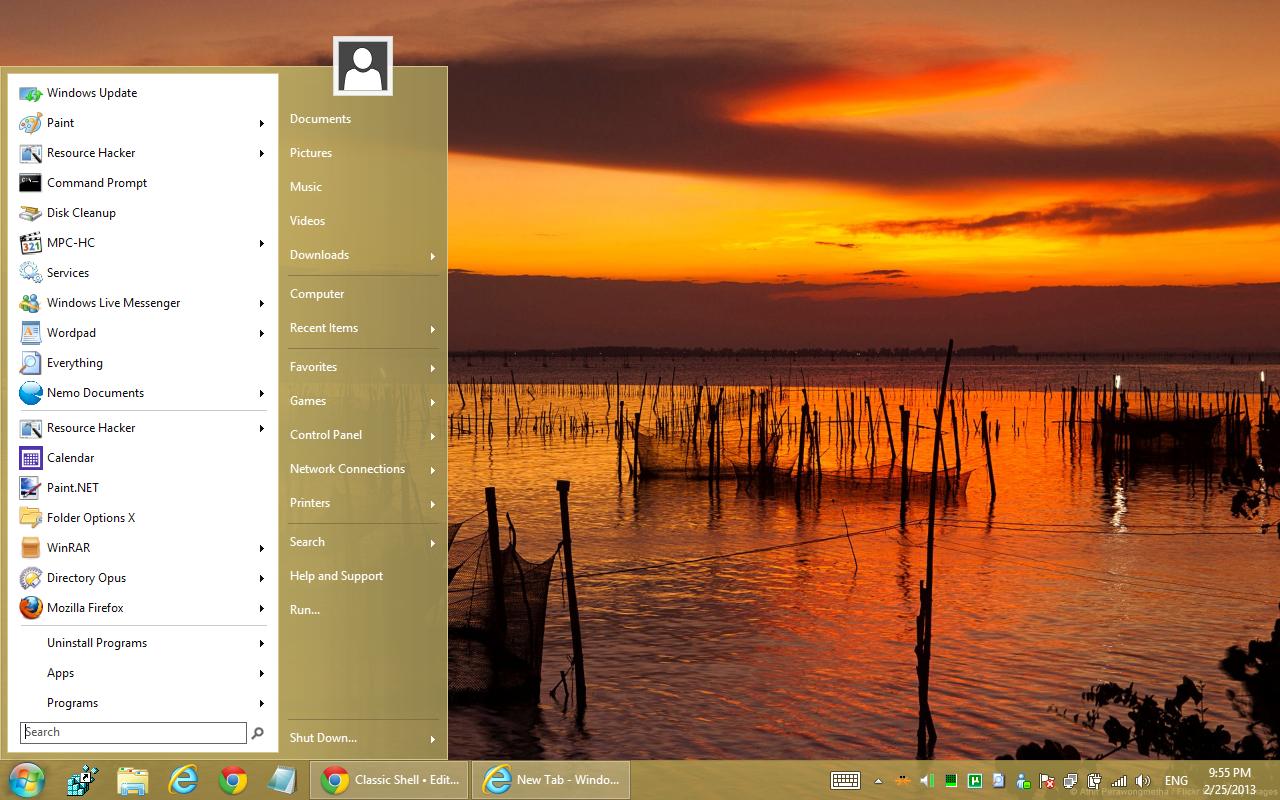 Windows Update
Paint
Resource Hacker
Command Prompt
Disk Cleanup
MPC-HC
Services
Windows Live Messenger
Wordpad
Everything
Nemo Documents
Resource Hacker
Calendar
Paint.NET
Folder Options X
WinRAR
Directory Opus
Mozilla Firefox
Uninstall Programs
Apps
Programs
Search
Documents
Pictures
Music
Videos
Downloads
Computer
Recent Items
Favorites
Games
Control Panel
Network Connections
Printers
Search
Help and Support
Run...
Shut Down...
Classic Shell • Edit...
New Tab - Windo...
ENG
9:55 PM
2/25/2013